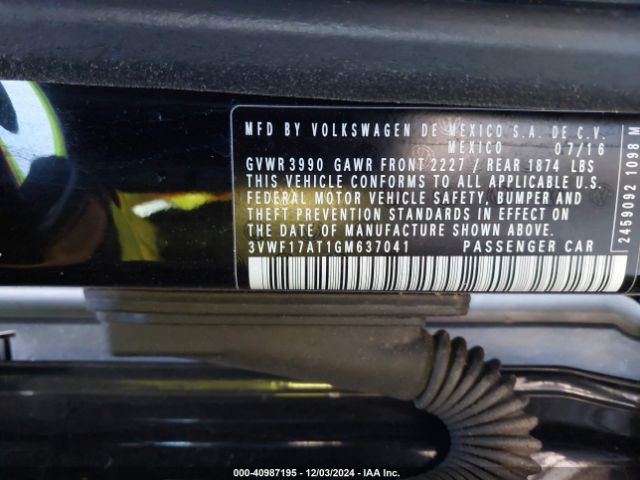 MFD BY VOLKSWAGEN DE MEXICO S.A. DE C.V.
MEXICO 07/16
GVWR 3990 GAWR FRONT 2227 / REAR 1874 LBS
THIS VEHICLE CONFORMS TO ALL APPLICABLE U.S.
FEDERAL MOTOR VEHICLE SAFETY, BUMPER AND
THEFT PREVENTION STANDARDS IN EFFECT ON
THE DATE OF MANUFACTURE SHOWN ABOVE.
3VWF17AT1GM637041 PASSENGER CAR
2459092 1098 M
00-40987195 - 12/03/2024 - IAA Inc.